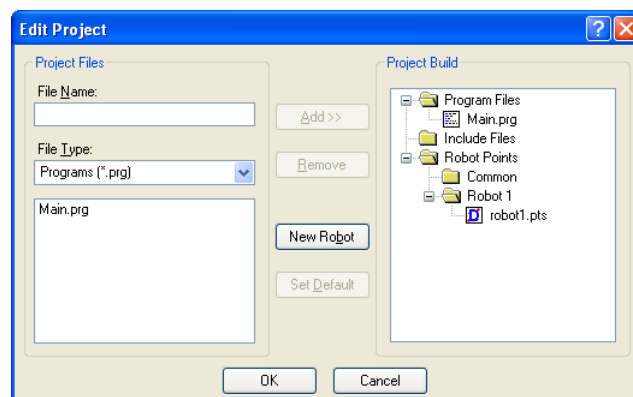 Edit Project
Project Files
File Name:
File Type:
Programs (*.prg)
Main.prg
Add >>
Remove
New Robot
Set Default
Project Build
Program Files
Main.prg
Include Files
Robot Points
Common
Robot 1
D robot1.pts
OK
Cancel